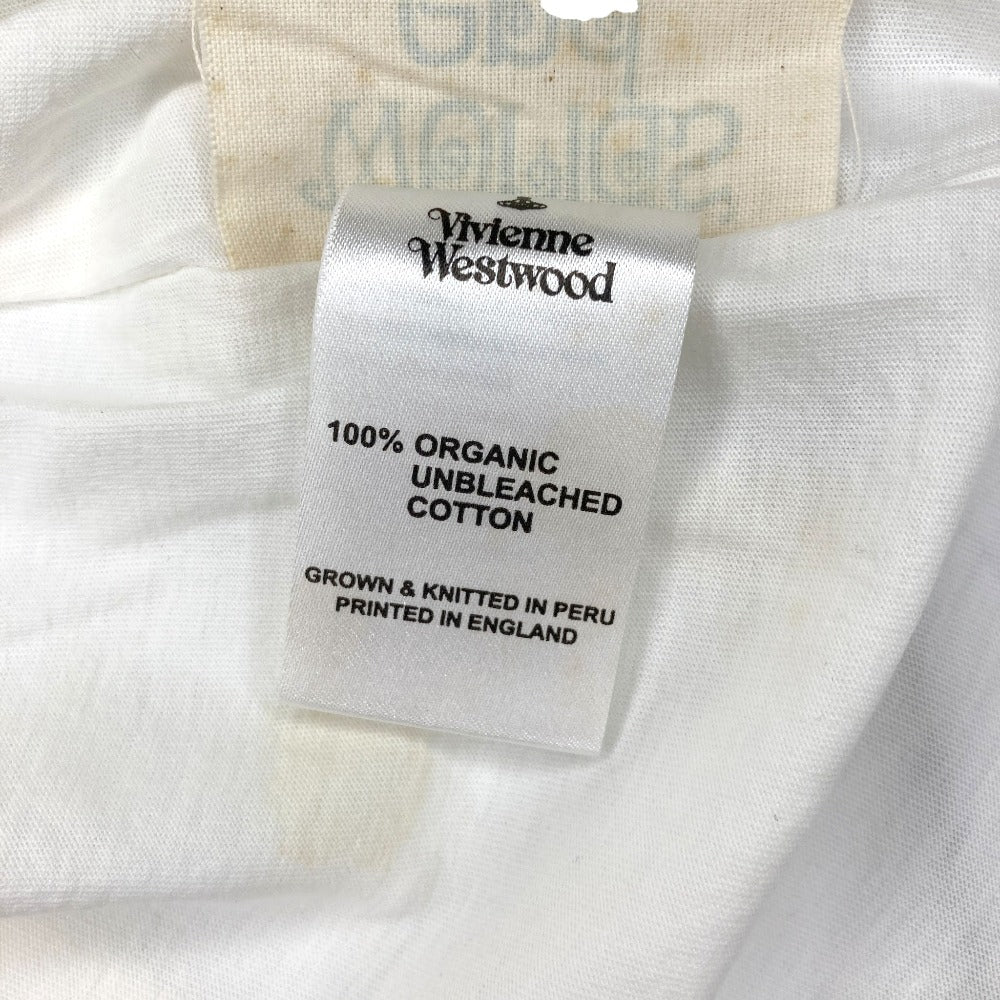 Vivienne
Westwood
100% ORGANIC
UNBLEACHED
COTTON
GROWN & KNITTED IN PERU
PRINTED IN ENGLAND